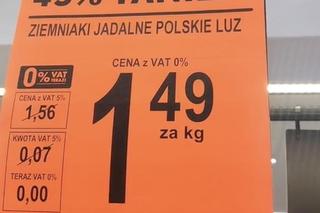 ZIEMNIAKI JADALNE POLSKIE LUZ
0% VAT
TERAZ!
CENA z VAT 5%
1,56
KWOTA VAT 5%
0,07
TERAZ VAT 0%
0,00
CENA z VAT 0%
1 49
za kg